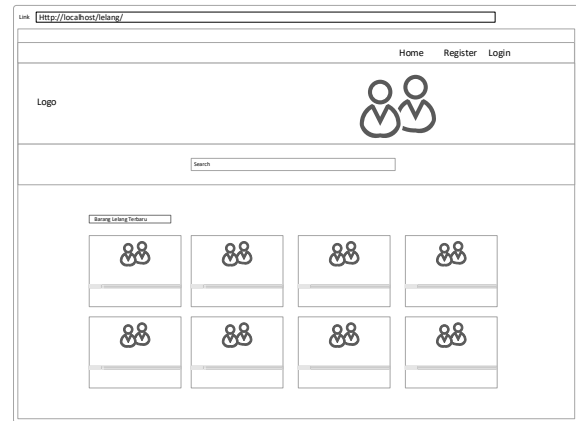 Link Http://localhost/lelang/
Home Register Login
Logo
Search
Barang Lelang Terbaru